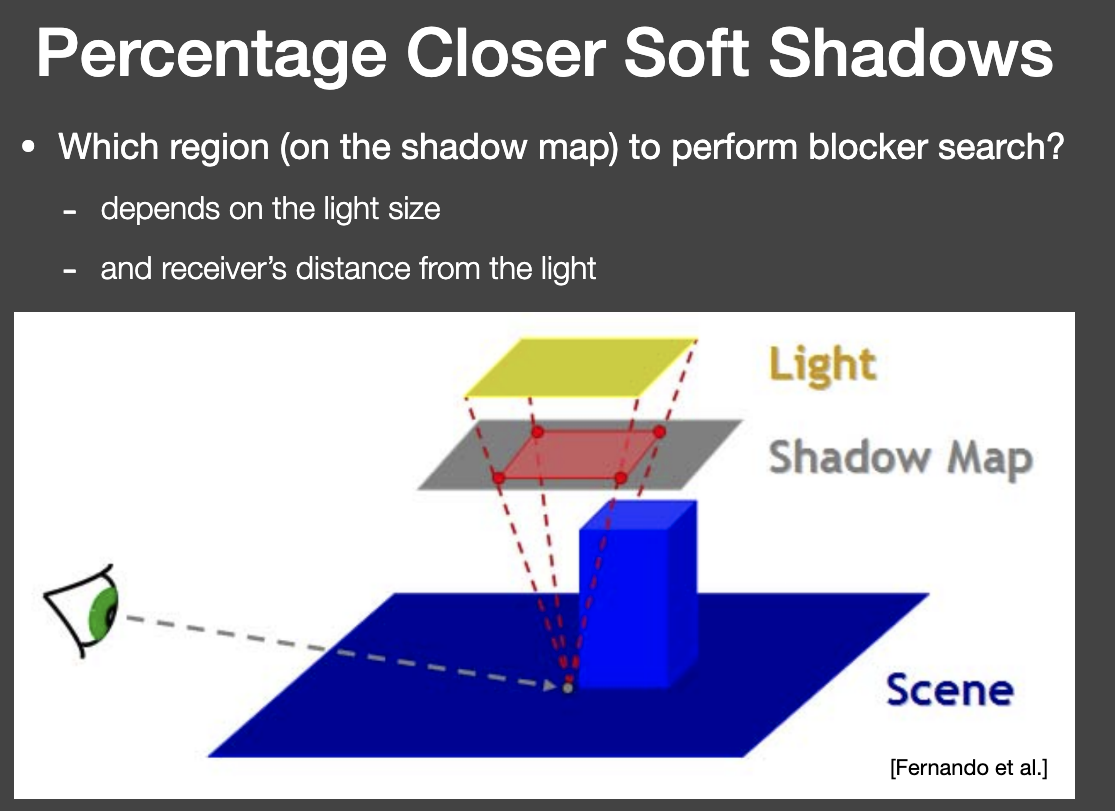 Percentage Closer Soft Shadows
• Which region (on the shadow map) to perform blocker search?
- depends on the light size
- and receiver's distance from the light
Light
Shadow Map
Scene
[Fernando et al.]